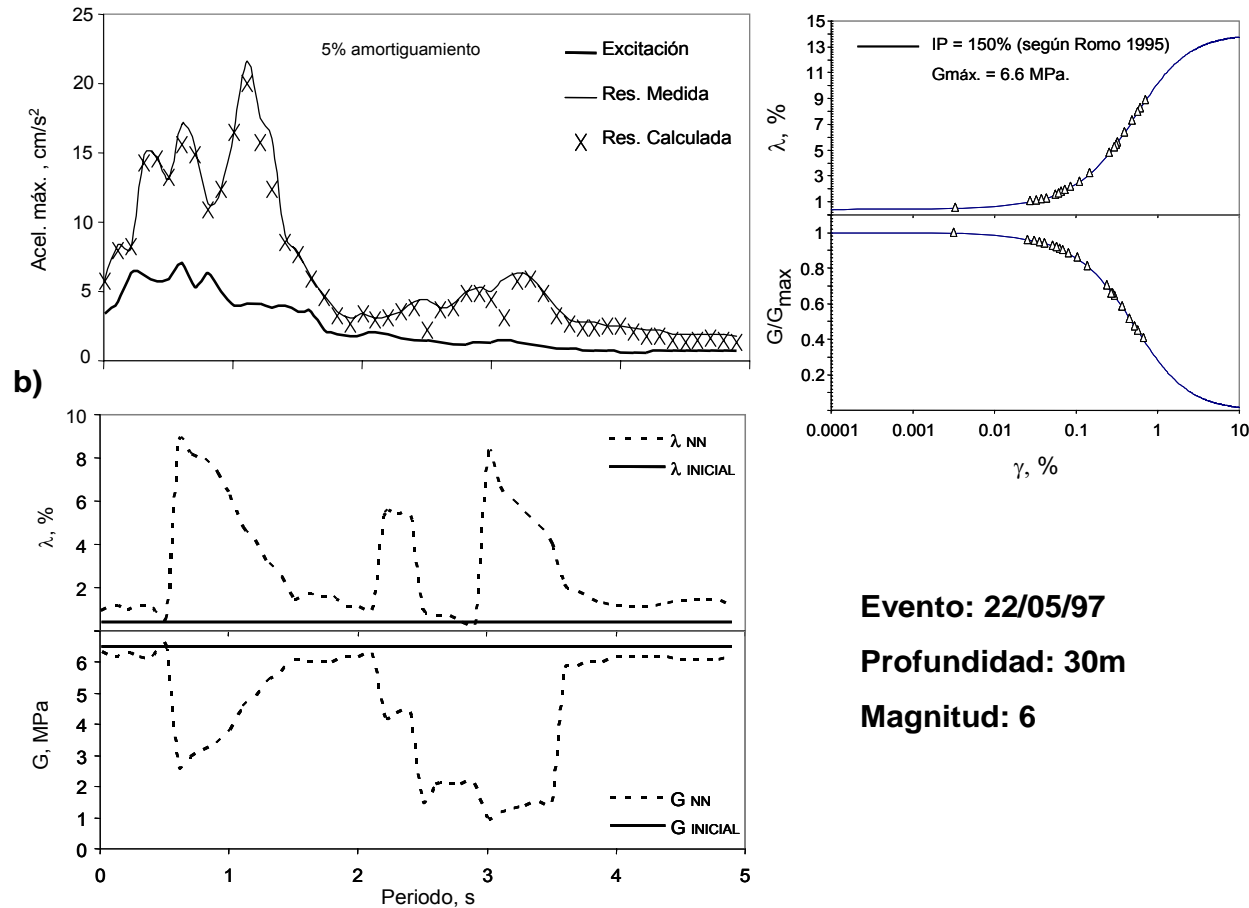 25
20
15
10
5
0
Acel. máx. , cm/s²
5% amortiguamiento
Excitación
Res. Medida
Res. Calculada
b)
10
8
6
4
2
λ, %
λ NN
λ INICIAL
6
5
4
3
2
1
0
G, MPa
G NN
G INICIAL
0 1 2 3 4 5
Periodo, s
15
13
11
9
7
5
3
1
λ, %
IP = 150% (según Romo 1995)
Gmáx. = 6.6 MPa.
1
0.8
0.6
0.4
0.2
G/Gmax
0.0001 0.001 0.01 0.1 1 10
γ, %
Evento: 22/05/97
Profundidad: 30m
Magnitud: 6